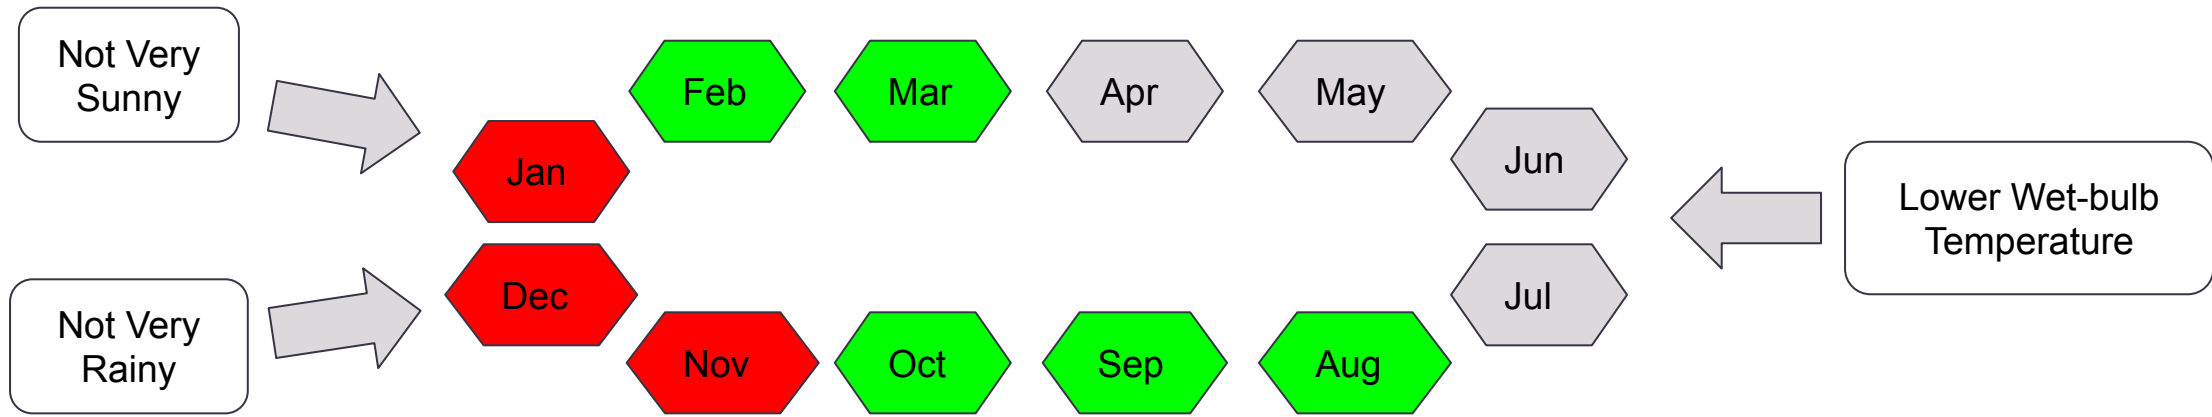 Not Very
Sunny
Feb
Mar
Apr
May
Jan
Jun
Lower Wet-bulb
Temperature
Dec
Jul
Not Very
Rainy
Nov
Oct
Sep
Aug